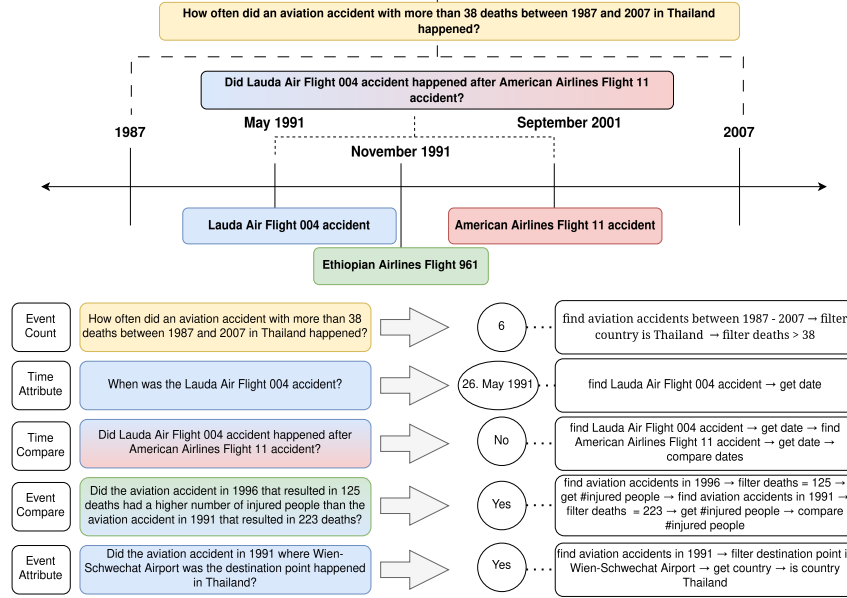 How often did an aviation accident with more than 38 deaths between 1987 and 2007 in Thailand
happened?
Did Lauda Air Flight 004 accident happened after American Airlines Flight 11
accident?
1987
May 1991
September 2001
2007
November 1991
Lauda Air Flight 004 accident
American Airlines Flight 11 accident
Ethiopian Airlines Flight 961
Event
Count
How often did an aviation accident with more than 38
deaths between 1987 and 2007 in Thailand happened?
6
find aviation accidents between 1987 - 2007 → filter
country is Thailand → filter deaths > 38
Time
Attribute
When was the Lauda Air Flight 004 accident?
26. May 1991
find Lauda Air Flight 004 accident → get date
Time
Compare
Did Lauda Air Flight 004 accident happened after
American Airlines Flight 11 accident?
No
find Lauda Air Flight 004 accident → get date → find
American Airlines Flight 11 accident → get date →
compare dates
Event
Compare
Did the aviation accident in 1996 that resulted in 125
deaths had a higher number of injured people than the
aviation accident in 1991 that resulted in 223 deaths?
Yes
find aviation accidents in 1996 → filter deaths = 125 →
get #injured people → find aviation accidents in 1991 →
filter deaths = 223 → get #injured people → compare
#injured people
Event
Attribute
Did the aviation accident in 1991 where Wien-
Schwechat Airport was the destination point happened
in Thailand?
Yes
find aviation accidents in 1991 → filter destination point
Wien-Schwechat Airport → get country → is country
Thailand